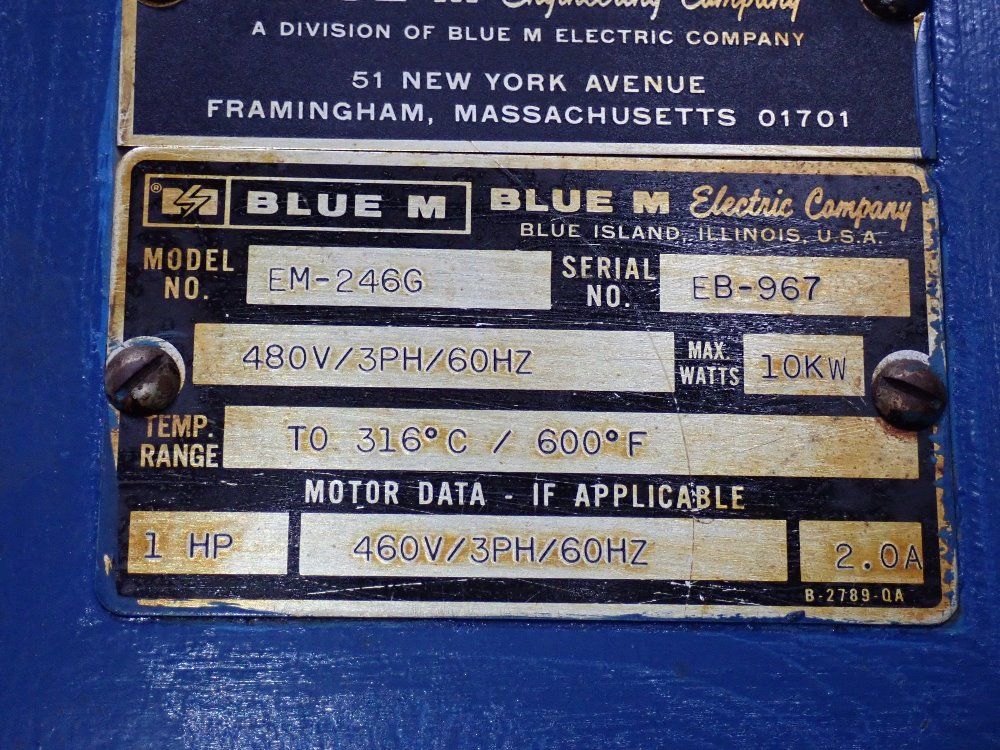 Engineering Company
A DIVISION OF BLUE M ELECTRIC COMPANY
51 NEW YORK AVENUE
FRAMINGHAM, MASSACHUSETTS 01701
® BLUE M BLUE M Electric Company
BLUE ISLAND, ILLINOIS, U.S.A.
MODEL NO. EM-246G SERIAL NO. EB-967
480V/3PH/60HZ MAX. WATTS 10KW
TEMP. RANGE TO 316°C / 600°F
MOTOR DATA - IF APPLICABLE
1 HP 460V/3PH/60HZ 2.0A
B-2789-QA